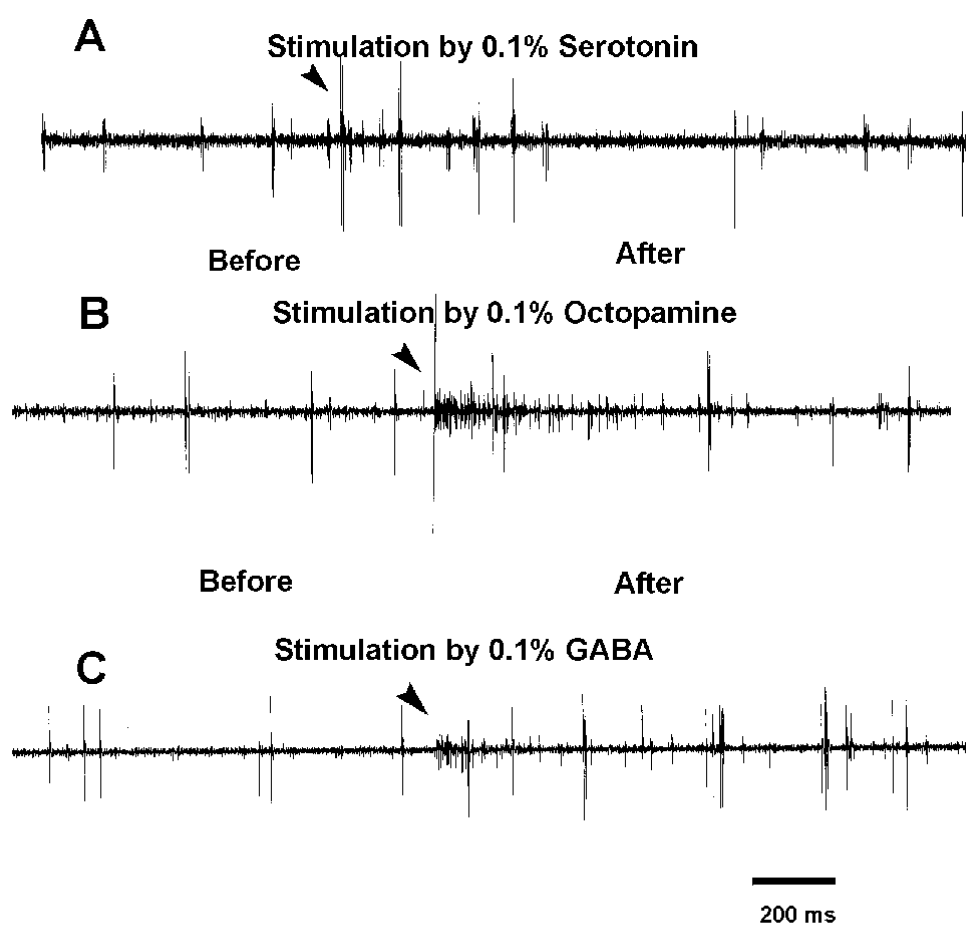 A
Stimulation by 0.1% Serotonin
Before
After
B
Stimulation by 0.1% Octopamine
Before
After
C
Stimulation by 0.1% GABA
200 ms